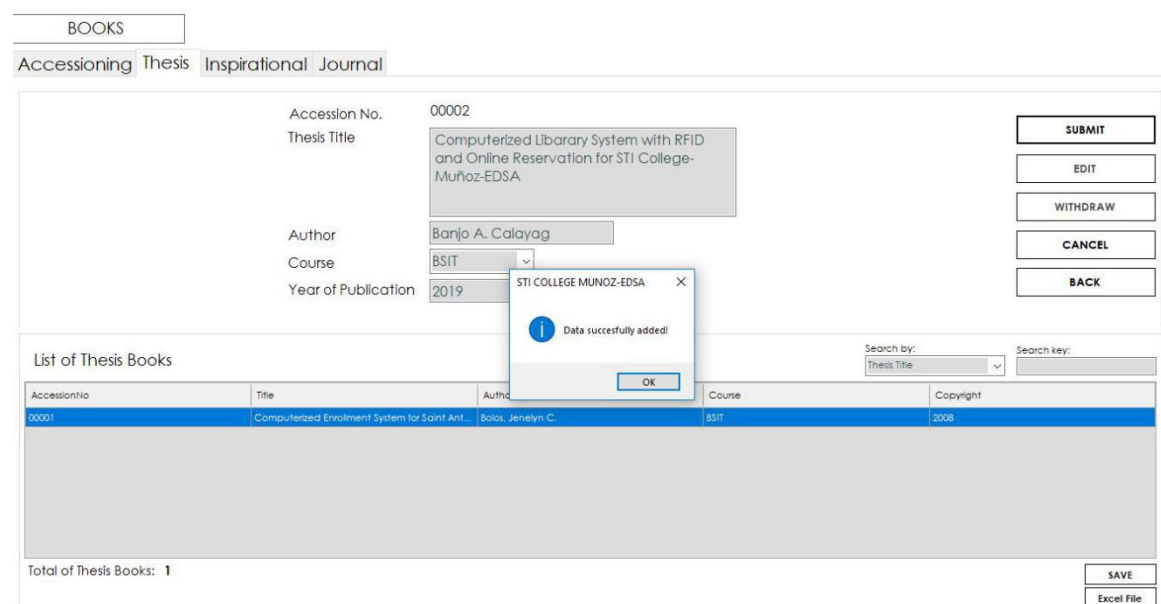 BOOKS
Accessioning Thesis Inspirational Journal
Accession No. 00002
Thesis Title
Computerized Libarary System with RFID
and Online Reservation for STI College-
Muñoz-EDSA
Author Banjo A. Calayag
Course BSIT
Year of Publication 2019
SUBMIT
EDIT
WITHDRAW
CANCEL
BACK
STI COLLEGE MUNOZ-EDSA
Data succesfully added!
OK
List of Thesis Books
Search by:
Thesis Title
Search key:
AccessionNo Title Autho Course Copyright
00001 Computerized Enrolment System for Saint Ant... Bolos, Jenelyn C. BSIT 2008
Total of Thesis Books: 1
SAVE
Excel File